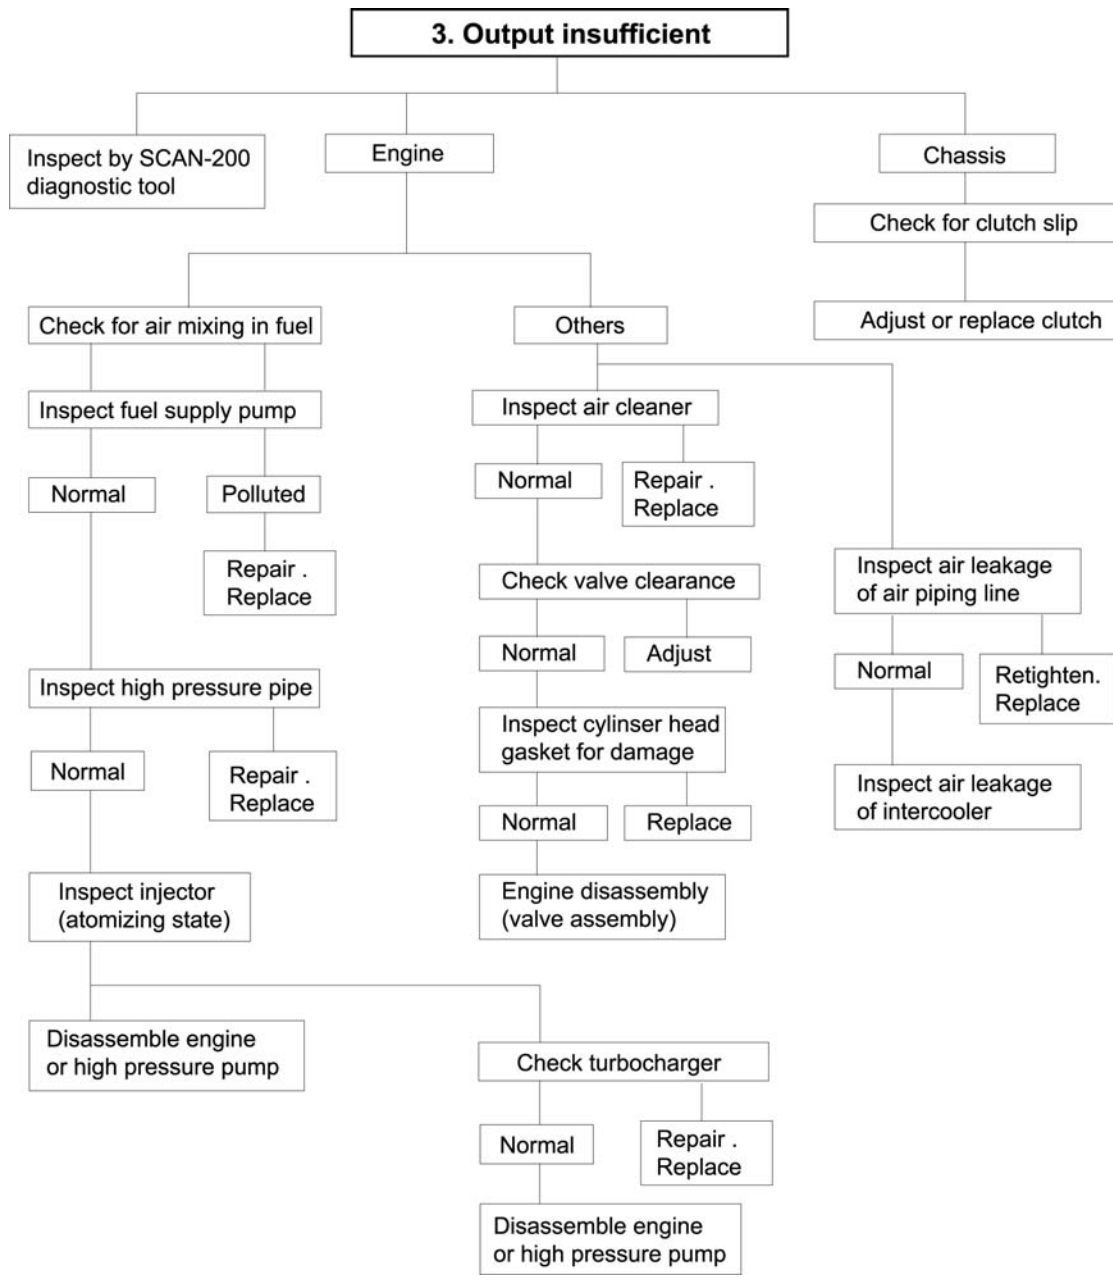 3. Output insufficient
Inspect by SCAN-200
diagnostic tool
Engine
Chassis
Check for clutch slip
Adjust or replace clutch
Check for air mixing in fuel
Others
Inspect fuel supply pump
Inspect air cleaner
Normal
Polluted
Normal
Repair .
Replace
Repair .
Replace
Check valve clearance
Inspect air leakage
of air piping line
Normal
Adjust
Normal
Retighten.
Replace
Inspect high pressure pipe
Inspect cylinser head
gasket for damage
Normal
Repair .
Replace
Inspect air leakage
of intercooler
Normal
Replace
Inspect injector
(atomizing state)
Engine disassembly
(valve assembly)
Disassemble engine
or high pressure pump
Check turbocharger
Normal
Repair .
Replace
Disassemble engine
or high pressure pump